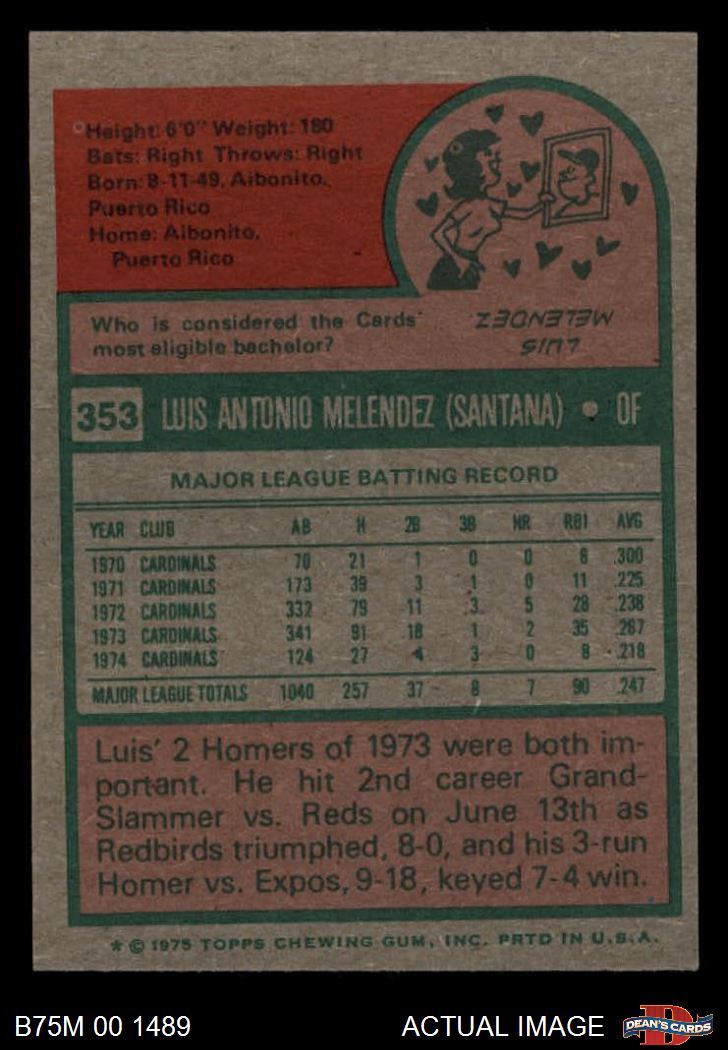 Height: 6'0" Weight: 180
Bats: Right Throws: Right
Born: 8-11-49, Aibonito,
Puerto Rico
Home: Aibonito,
Puerto Rico
Who is considered the Cards'
most eligible bachelor?
LUIS
MELENDEZ
353 LUIS ANTONIO MELENDEZ (SANTANA) • OF
MAJOR LEAGUE BATTING RECORD
YEAR CLUB AB H 2B 3B HR RBI AVG
1970 CARDINALS 70 21 1 0 0 8 .300
1971 CARDINALS 173 39 3 1 0 11 .225
1972 CARDINALS 332 79 11 3 5 28 .238
1973 CARDINALS 341 91 18 1 2 35 .267
1974 CARDINALS 124 27 4 3 0 8 .218
MAJOR LEAGUE TOTALS 1040 257 37 8 7 90 .247
Luis' 2 Homers of 1973 were both im-
portant. He hit 2nd career Grand-
Slammer vs. Reds on June 13th as
Redbirds triumphed, 8-0, and his 3-run
Homer vs. Expos, 9-18, keyed 7-4 win.
* © 1975 TOPPS CHEWING GUM, INC. PRTD IN U.S.A.
B75M 00 1489
ACTUAL IMAGE
D
DEAN'S CARDS